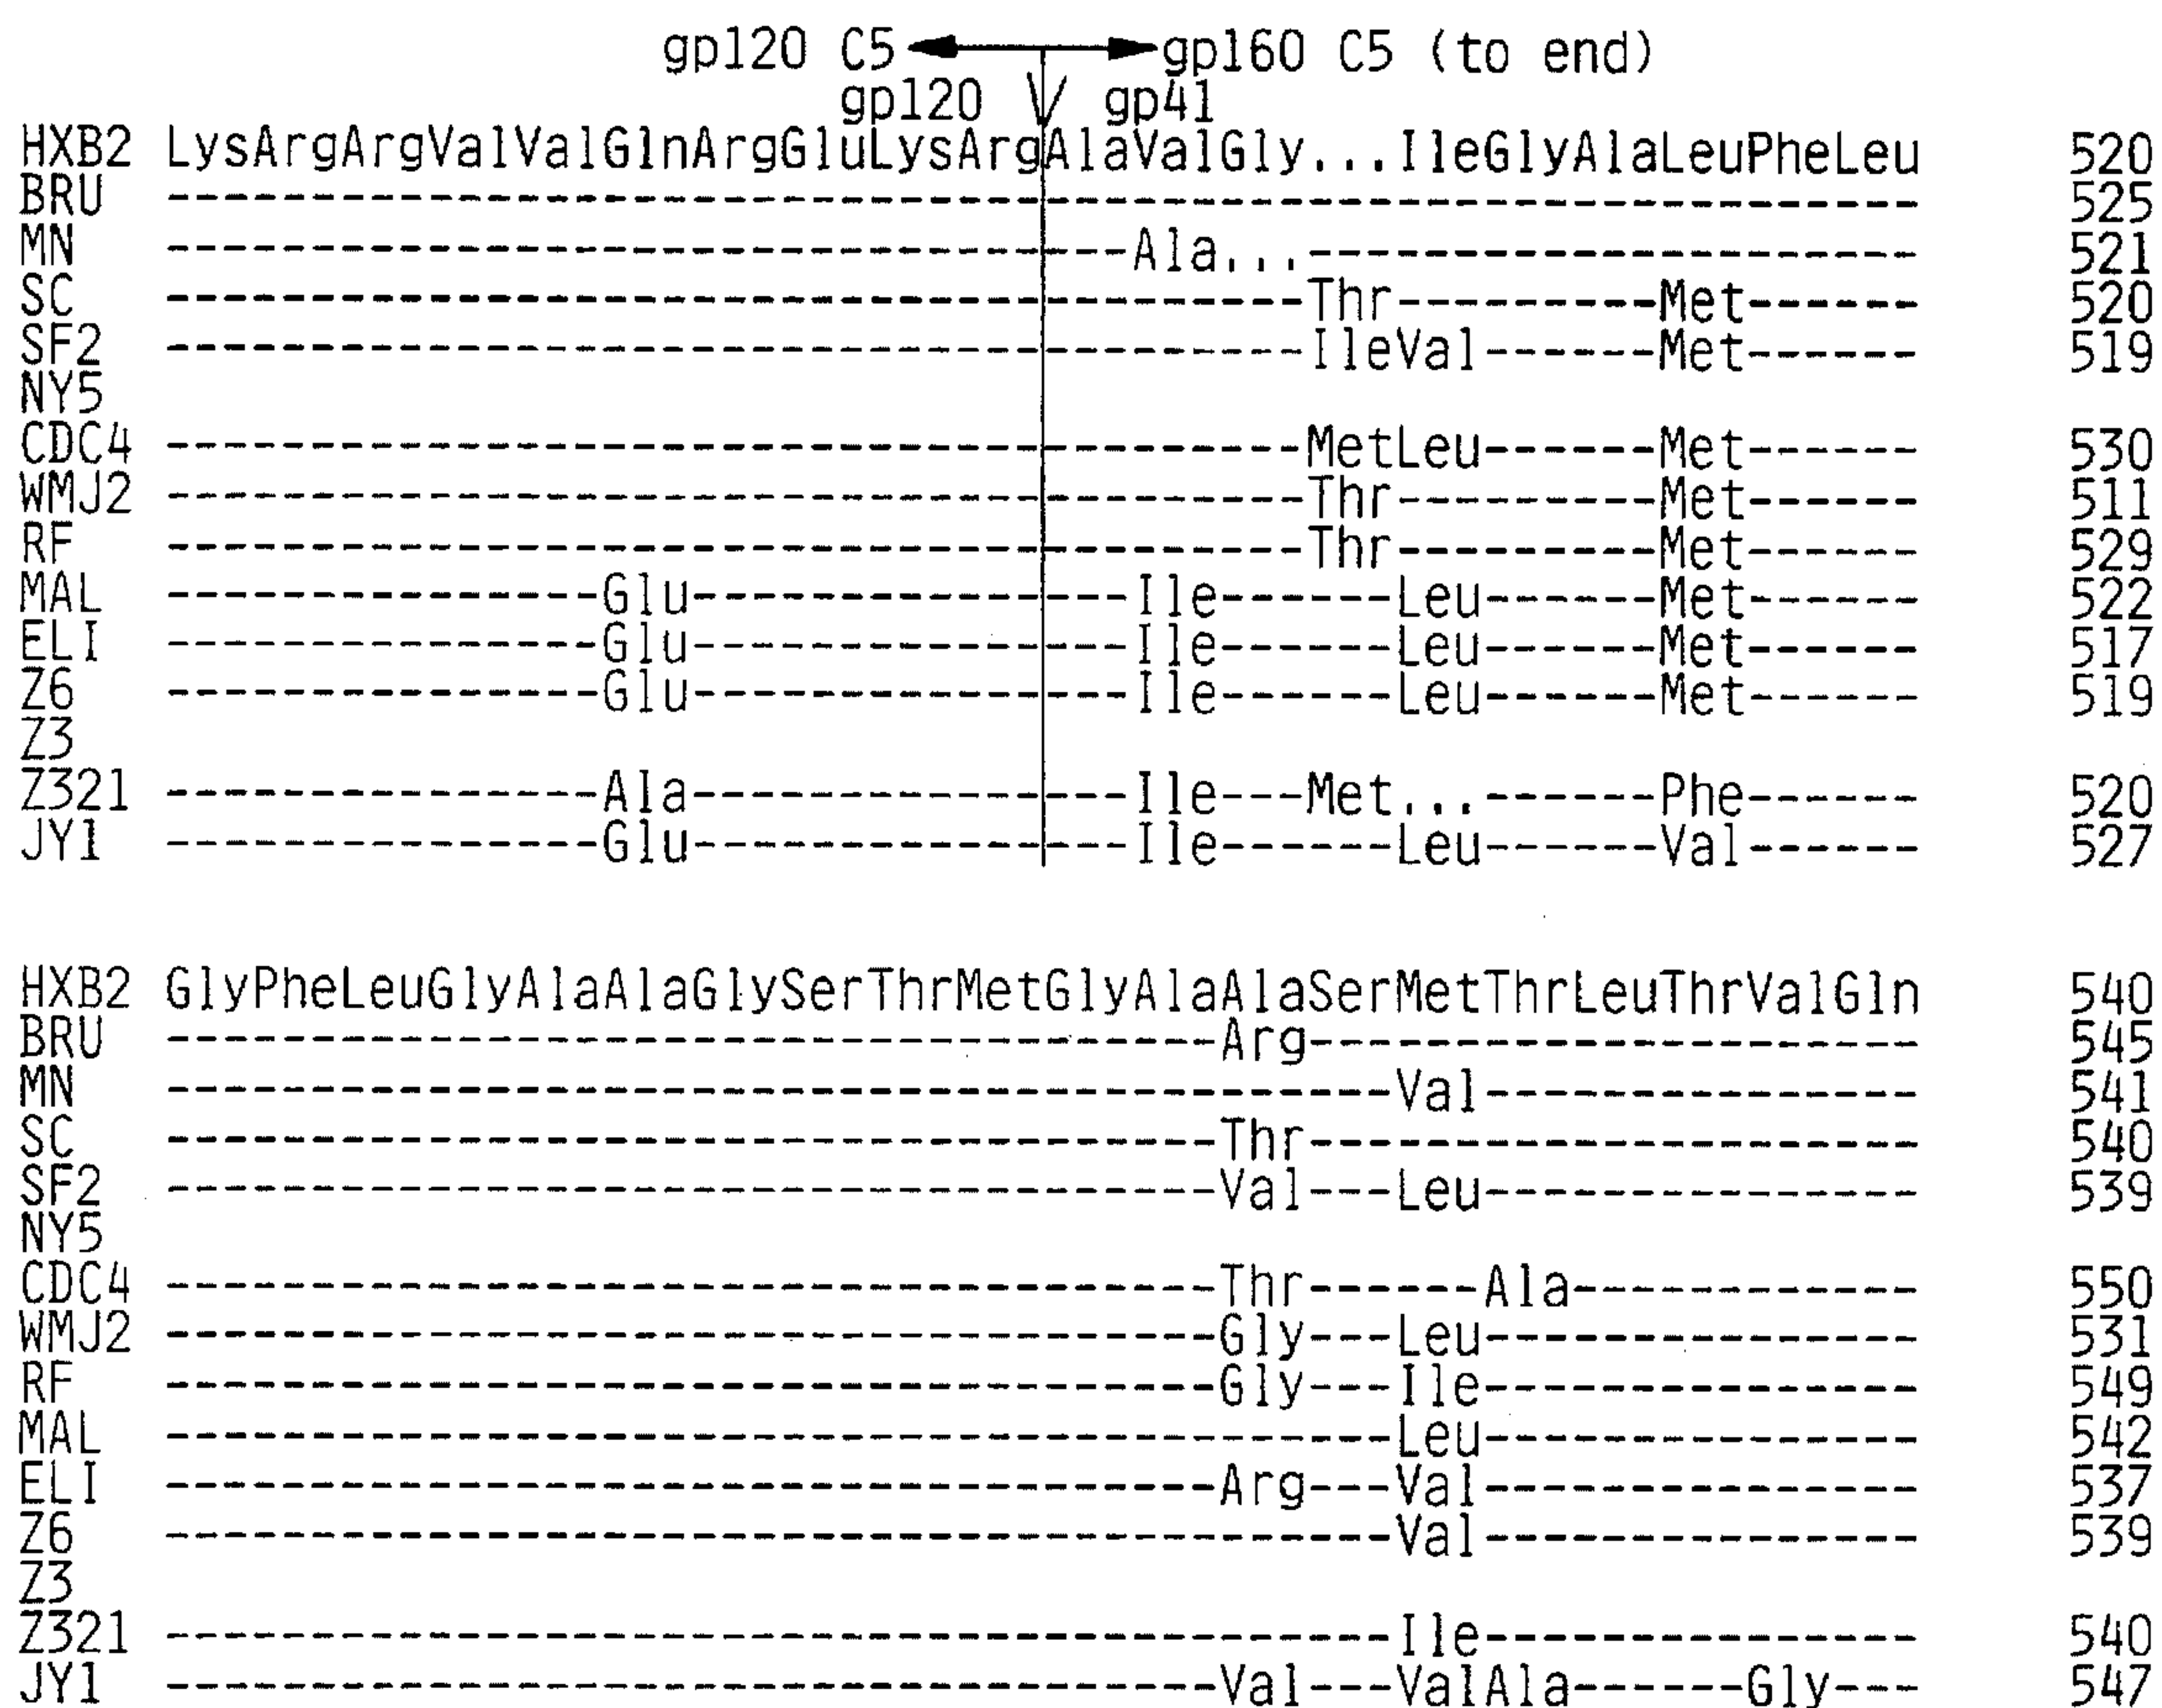 gp120 C5 gp160 C5 (to end)
gp120 gp41
HXB2 LysArgArgValValGlnArgGluLysArgAlaValGly...IleGlyAlaLeuPheLeu 520
BRU ------------------------------------------------------------ 525
MN ---------------------------------Ala...--------------------- 521
SC ---------------------------------------Thr---------Met------ 520
SF2 ---------------------------------------IleVal------Met------ 519
NY5
CDC4 ---------------------------------------MetLeu------Met------ 530
WMJ2 ---------------------------------------Thr---------Met------ 511
RF ---------------------------------------Thr---------Met------ 529
MAL ---------------Glu---------------Ile------Leu------Met------ 522
ELI ---------------Glu---------------Ile------Leu------Met------ 517
Z6 ---------------Glu---------------Ile------Leu------Met------ 519
Z3
Z321 ---------------Ala---------------Ile---Met...------Phe------ 520
JY1 ---------------Glu---------------Ile------Leu------Val------ 527
HXB2 GlyPheLeuGlyAlaAlaGlySerThrMetGlyAlaAlaSerMetThrLeuThrValGln 540
BRU ------------------------------------Arg--------------------- 545
MN ------------------------------------------Val--------------- 541
SC ------------------------------------Thr--------------------- 540
SF2 ------------------------------------Val---Leu--------------- 539
NY5
CDC4 ------------------------------------Thr------Ala------------ 550
WMJ2 ------------------------------------Gly---Leu--------------- 531
RF ------------------------------------Gly---Ile--------------- 549
MAL ------------------------------------------Leu--------------- 542
ELI ------------------------------------Arg---Val--------------- 537
Z6 ------------------------------------------Val--------------- 539
Z3
Z321 ------------------------------------------Ile--------------- 540
JY1 ------------------------------------Val---ValAla------Gly--- 547